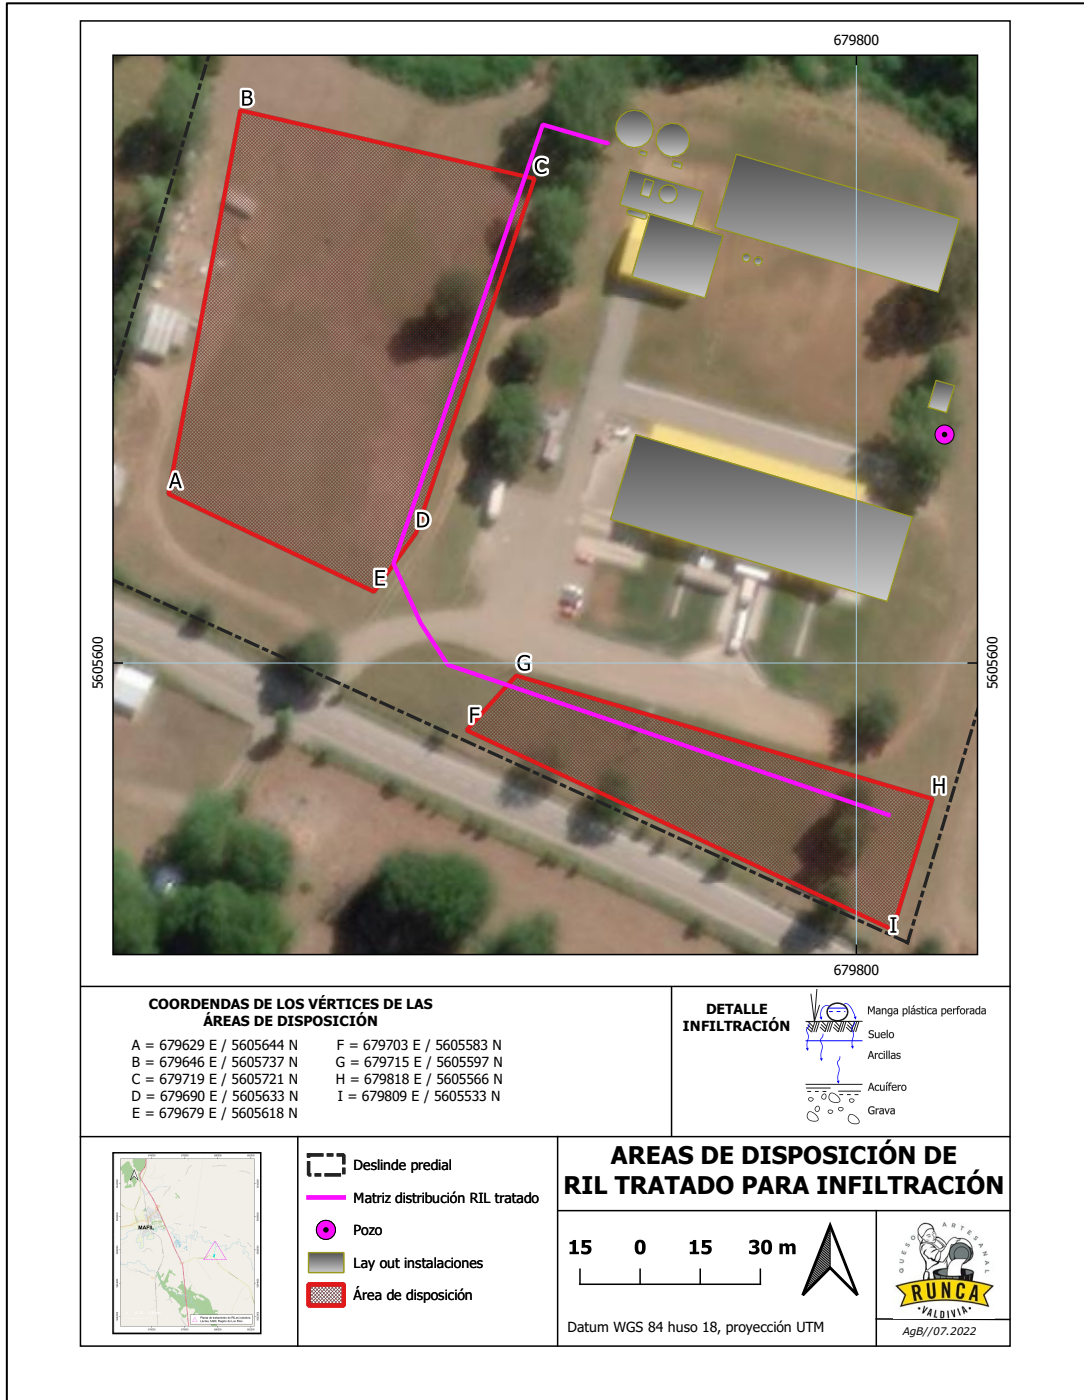 679800
B
C
A
D
E
5605600
5605600
G
F
H
I
679800
COORDENDAS DE LOS VÉRTICES DE LAS
ÁREAS DE DISPOSICIÓN
A = 679629 E / 5605644 N
B = 679646 E / 5605737 N
C = 679719 E / 5605721 N
D = 679690 E / 5605633 N
E = 679679 E / 5605618 N
F = 679703 E / 5605583 N
G = 679715 E / 5605597 N
H = 679818 E / 5605566 N
I = 679809 E / 5605533 N
DETALLE
INFILTRACIÓN
Manga plástica perforada
Suelo
Arcillas
Acuífero
Grava
MAFIL
Deslinde predial
Matriz distribución RIL tratado
Pozo
Lay out instalaciones
Área de disposición
AREAS DE DISPOSICIÓN DE
RIL TRATADO PARA INFILTRACIÓN
15 0 15 30 m
Datum WGS 84 huso 18, proyección UTM
QUESO ARTESANAL
RUNCA
VALDIVIA
AgB//07.2022